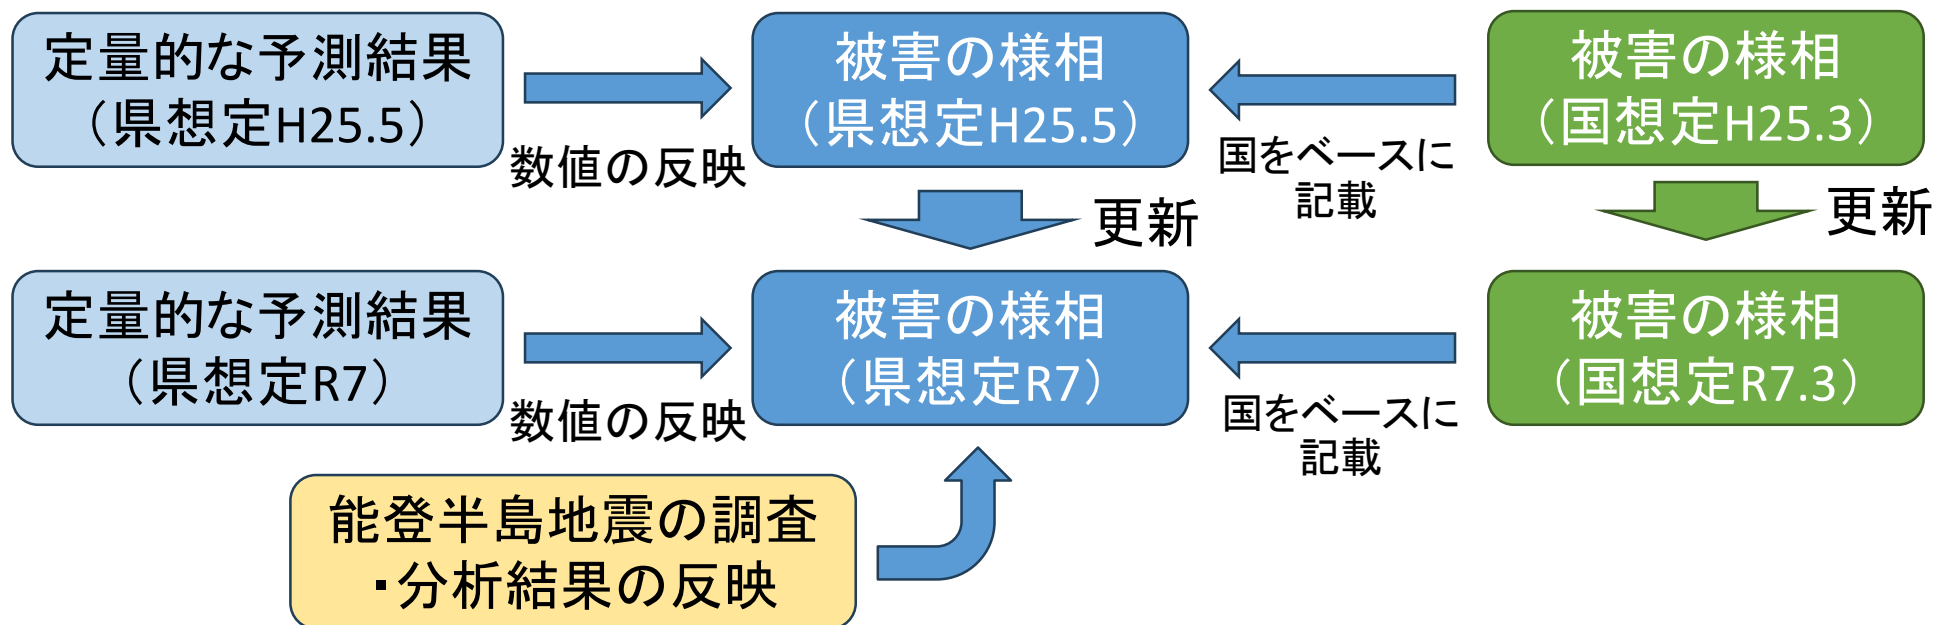 定量的な予測結果
（県想定H25.5）
数値の反映
被害の様相
（県想定H25.5）
国をベースに
記載
被害の様相
（国想定H25.3）
更新
更新
定量的な予測結果
（県想定R7）
数値の反映
被害の様相
（県想定R7）
国をベースに
記載
被害の様相
（国想定R7.3）
能登半島地震の調査
・分析結果の反映